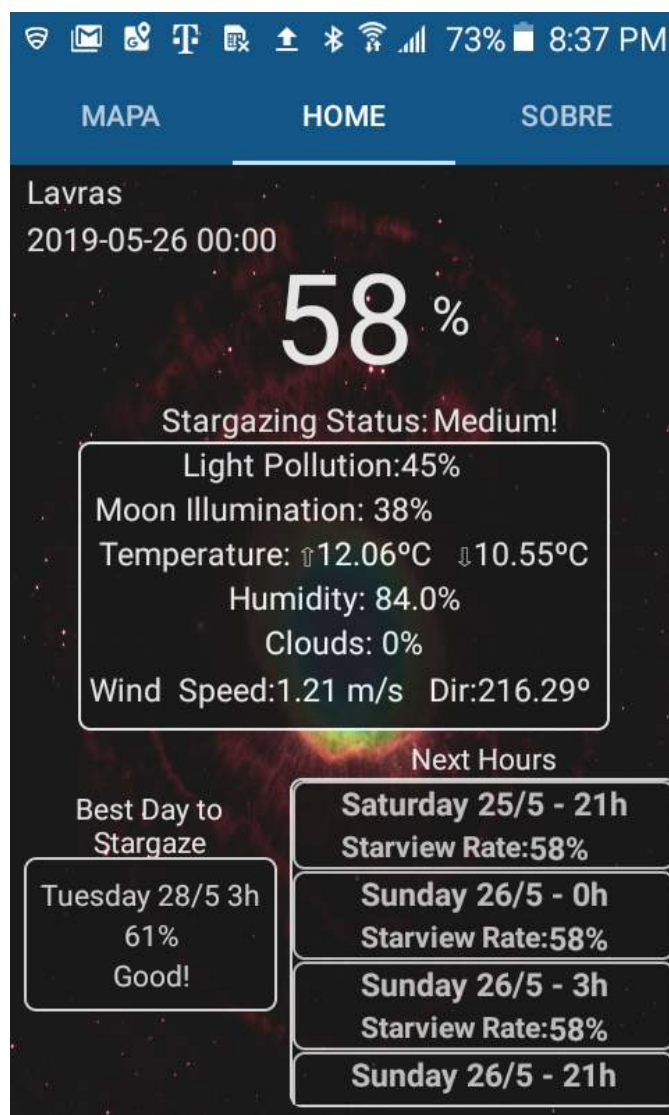 73% 8:37 PM
MAPA HOME SOBRE
Lavras
2019-05-26 00:00
58 %
Stargazing Status: Medium!
Light Pollution:45%
Moon Illumination: 38%
Temperature: ⇧12.06ºC ⇩10.55ºC
Humidity: 84.0%
Clouds: 0%
Wind Speed:1.21 m/s Dir:216.29º
Best Day to
Stargaze
Tuesday 28/5 3h
61%
Good!
Next Hours
Saturday 25/5 - 21h
Starview Rate:58%
Sunday 26/5 - 0h
Starview Rate:58%
Sunday 26/5 - 3h
Starview Rate:58%
Sunday 26/5 - 21h